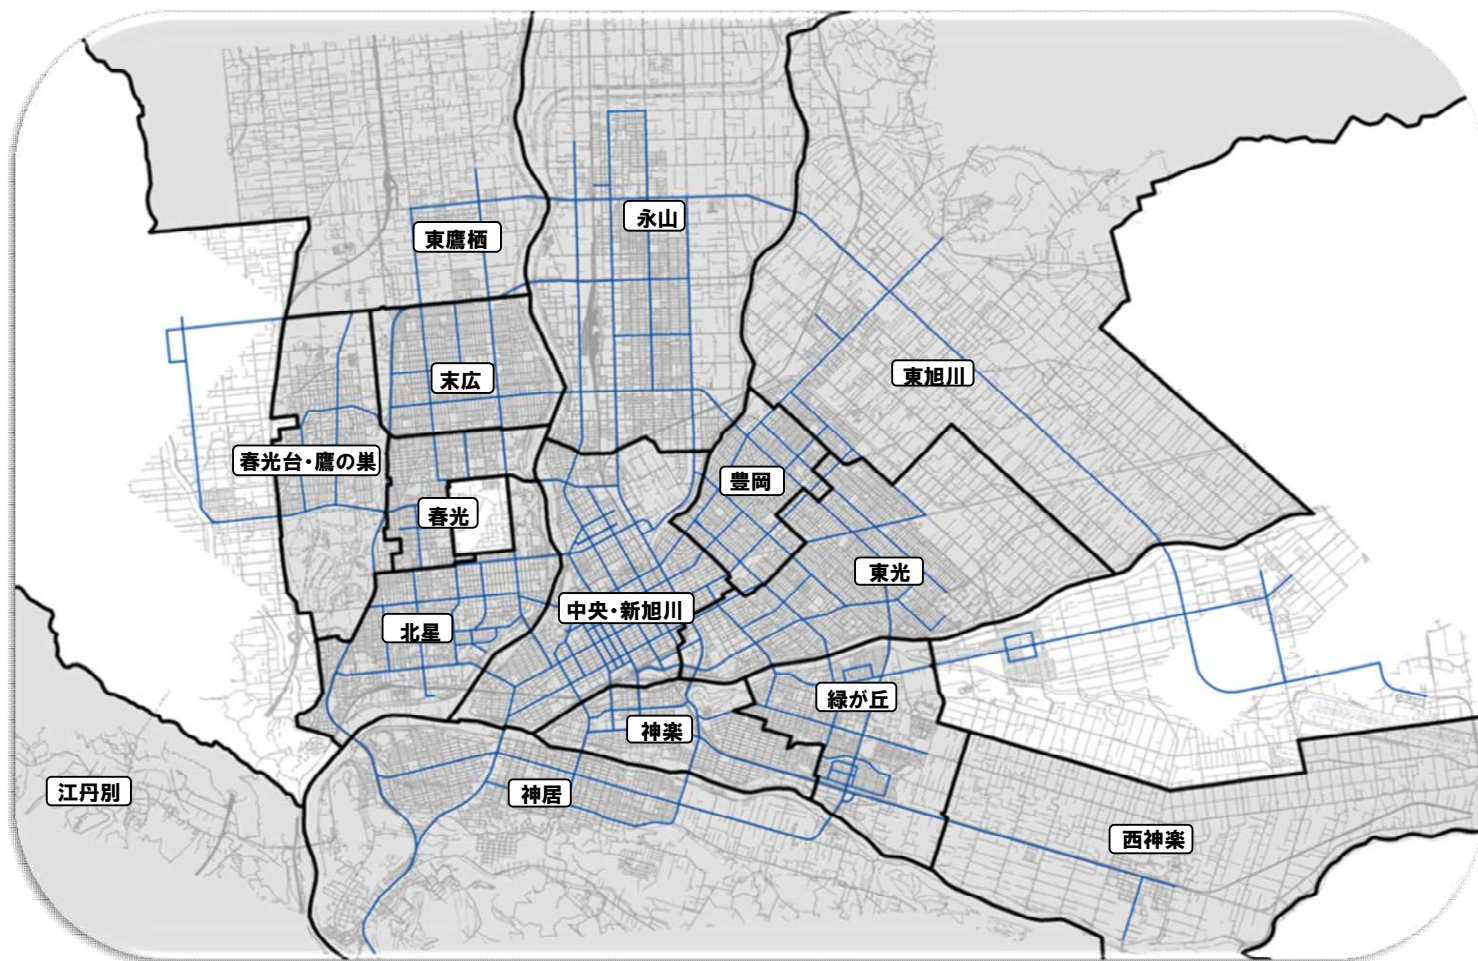 永山
東鷹栖
東旭川
末広
春光台・鷹の巣
豊岡
春光
東光
中央・新旭川
北星
緑が丘
神楽
江丹別
神居
西神楽